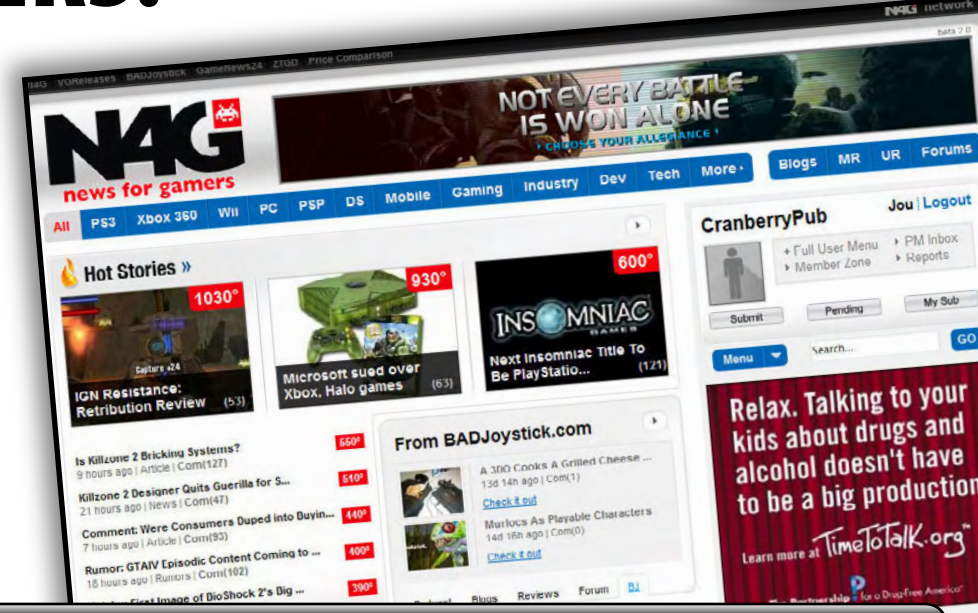 N4G network
beta 2.0
N4G VGReleases BADJoystick GameNews24 ZTGD Price Comparison
N4G
news for gamers
NOT EVERY BATTLE
IS WON ALONE
CHOOSE YOUR ALLEGIANCE
All PS3 Xbox 360 Wii PC PSP DS Mobile Gaming Industry Dev Tech More
Blogs MR UR Forums
Hot Stories »
1030°
Capture x24
IGN Resistance:
Retribution Review (53)
930°
Microsoft sued over
Xbox, Halo games (63)
600°
INSOMNIAC
GAMES
Next Insomniac Title To
Be PlayStatio... (121)
CranberryPub Jou | Logout
+ Full User Menu PM Inbox
Member Zone Reports
Submit Pending My Sub
Menu Search... GO
Is Killzone 2 Bricking Systems? 550°
9 hours ago | Article | Com(127)
Killzone 2 Designer Quits Guerilla for S... 510°
21 hours ago | News | Com(47)
Comment: Were Consumers Duped into Buyin... 440°
7 hours ago | Article | Com(93)
Rumor: GTAIV Episodic Content Coming to ... 400°
18 hours ago | Rumors | Com(102)
First Image of BioShock 2's Big ... 390°
From BADJoystick.com
A 3DO Cooks A Grilled Cheese ...
13d 14h ago | Com(1)
Check it out
Murlocs As Playable Characters
14d 16h ago | Com(0)
Check it out
Blogs Reviews Forum BJ
Relax. Talking to your
kids about drugs and
alcohol doesn't have
to be a big production
Learn more at TimeToTalk.org™
Partnership for a Drug-Free America®